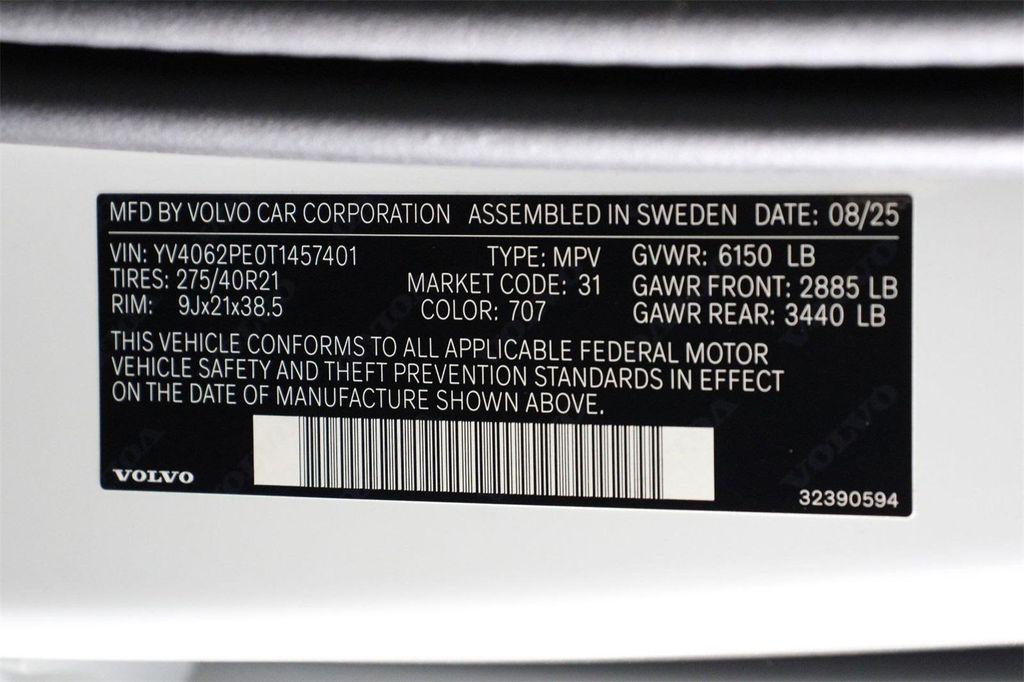 MFD BY VOLVO CAR CORPORATION ASSEMBLED IN SWEDEN DATE: 08/25
VIN: YV4062PE0T1457401 TYPE: MPV GVWR: 6150 LB
TIRES: 275/40R21 MARKET CODE: 31 GAWR FRONT: 2885 LB
RIM: 9Jx21x38.5 COLOR: 707 GAWR REAR: 3440 LB
THIS VEHICLE CONFORMS TO ALL APPLICABLE FEDERAL MOTOR
VEHICLE SAFETY AND THEFT PREVENTION STANDARDS IN EFFECT
ON THE DATE OF MANUFACTURE SHOWN ABOVE.
VOLVO 32390594